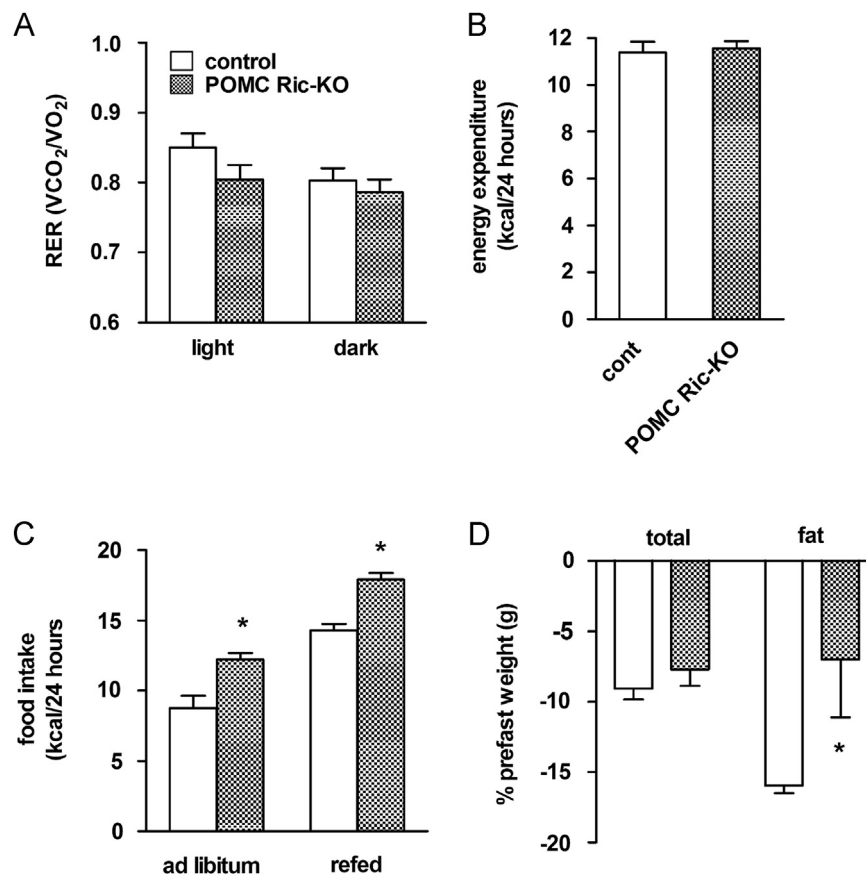 A
RER (VCO2/VO2)
1.0
0.9
0.8
0.7
0.6
control
POMC Ric-KO
light
dark
B
energy expenditure
(kcal/24 hours)
12
10
8
6
4
2
0
cont
POMC Ric-KO
C
food intake
(kcal/24 hours
20
15
10
5
0
*
*
ad libitum
refed
D
% prefast weight (g)
total
fat
0
-5
-10
-15
-20
*